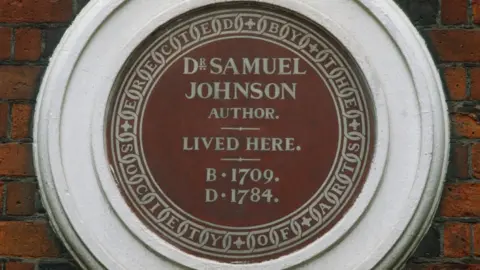 ERECTED BY THE
SOCIETY OF ARTS
DR. SAMUEL
JOHNSON
AUTHOR.
LIVED HERE.
B·1709.
D·1784.